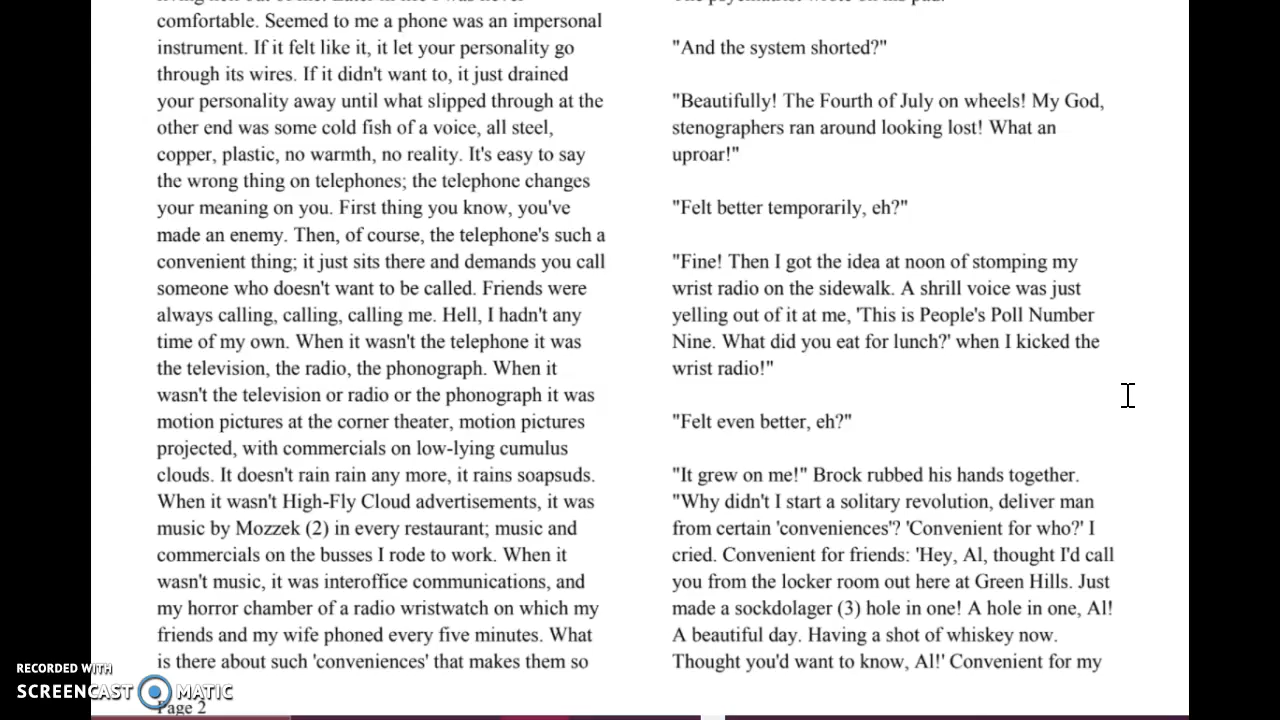 comfortable. Seemed to me a phone was an impersonal
instrument. If it felt like it, it let your personality go
through its wires. If it didn't want to, it just drained
your personality away until what slipped through at the
other end was some cold fish of a voice, all steel,
copper, plastic, no warmth, no reality. It's easy to say
the wrong thing on telephones; the telephone changes
your meaning on you. First thing you know, you've
made an enemy. Then, of course, the telephone's such a
convenient thing; it just sits there and demands you call
someone who doesn't want to be called. Friends were
always calling, calling, calling me. Hell, I hadn't any
time of my own. When it wasn't the telephone it was
the television, the radio, the phonograph. When it
wasn't the television or radio or the phonograph it was
motion pictures at the corner theater, motion pictures
projected, with commercials on low-lying cumulus
clouds. It doesn't rain rain any more, it rains soapsuds.
When it wasn't High-Fly Cloud advertisements, it was
music by Mozzek (2) in every restaurant; music and
commercials on the busses I rode to work. When it
wasn't music, it was interoffice communications, and
my horror chamber of a radio wristwatch on which my
friends and my wife phoned every five minutes. What
is there about such 'conveniences' that makes them so
Page 2
"And the system shorted?"
"Beautifully! The Fourth of July on wheels! My God,
stenographers ran around looking lost! What an
uproar!"
"Felt better temporarily, eh?"
"Fine! Then I got the idea at noon of stomping my
wrist radio on the sidewalk. A shrill voice was just
yelling out of it at me, 'This is People's Poll Number
Nine. What did you eat for lunch?' when I kicked the
wrist radio!"
"Felt even better, eh?"
"It grew on me!" Brock rubbed his hands together.
"Why didn't I start a solitary revolution, deliver man
from certain 'conveniences'? 'Convenient for who?' I
cried. Convenient for friends: 'Hey, Al, thought I'd call
you from the locker room out here at Green Hills. Just
made a sockdolager (3) hole in one! A hole in one, Al!
A beautiful day. Having a shot of whiskey now.
Thought you'd want to know, Al!' Convenient for my
RECORDED WITH
SCREENCAST MATIC